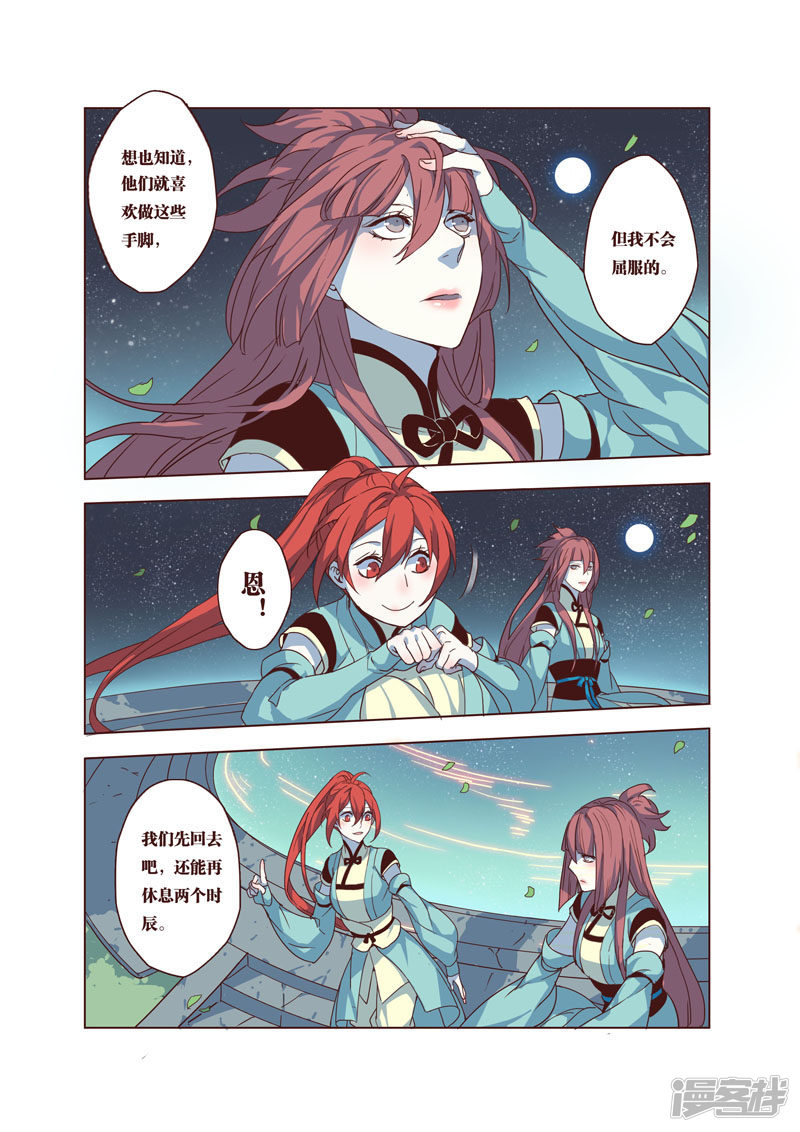 想也知道，
他们就喜
欢做这些
手脚，
但我不会
屈服的。
恩！
我们先回去
吧，还能再
休息两个时
辰。
漫客栈